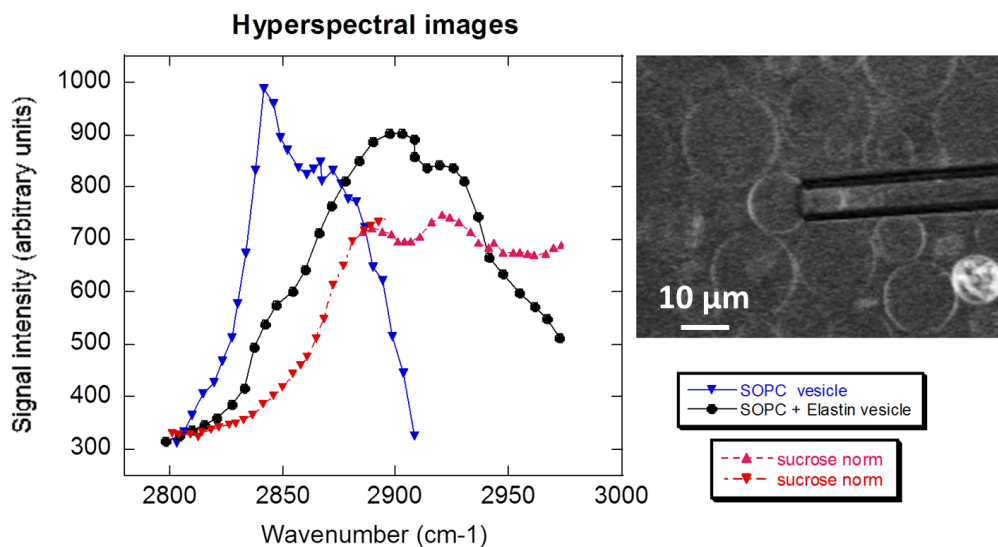 Hyperspectral images
Signal intensity (arbitrary units)
1000
900
800
700
600
500
400
300
2800
2850
2900
2950
3000
Wavenumber (cm-1)
10 µm
SOPC vesicle
SOPC + Elastin vesicle
sucrose norm
sucrose norm